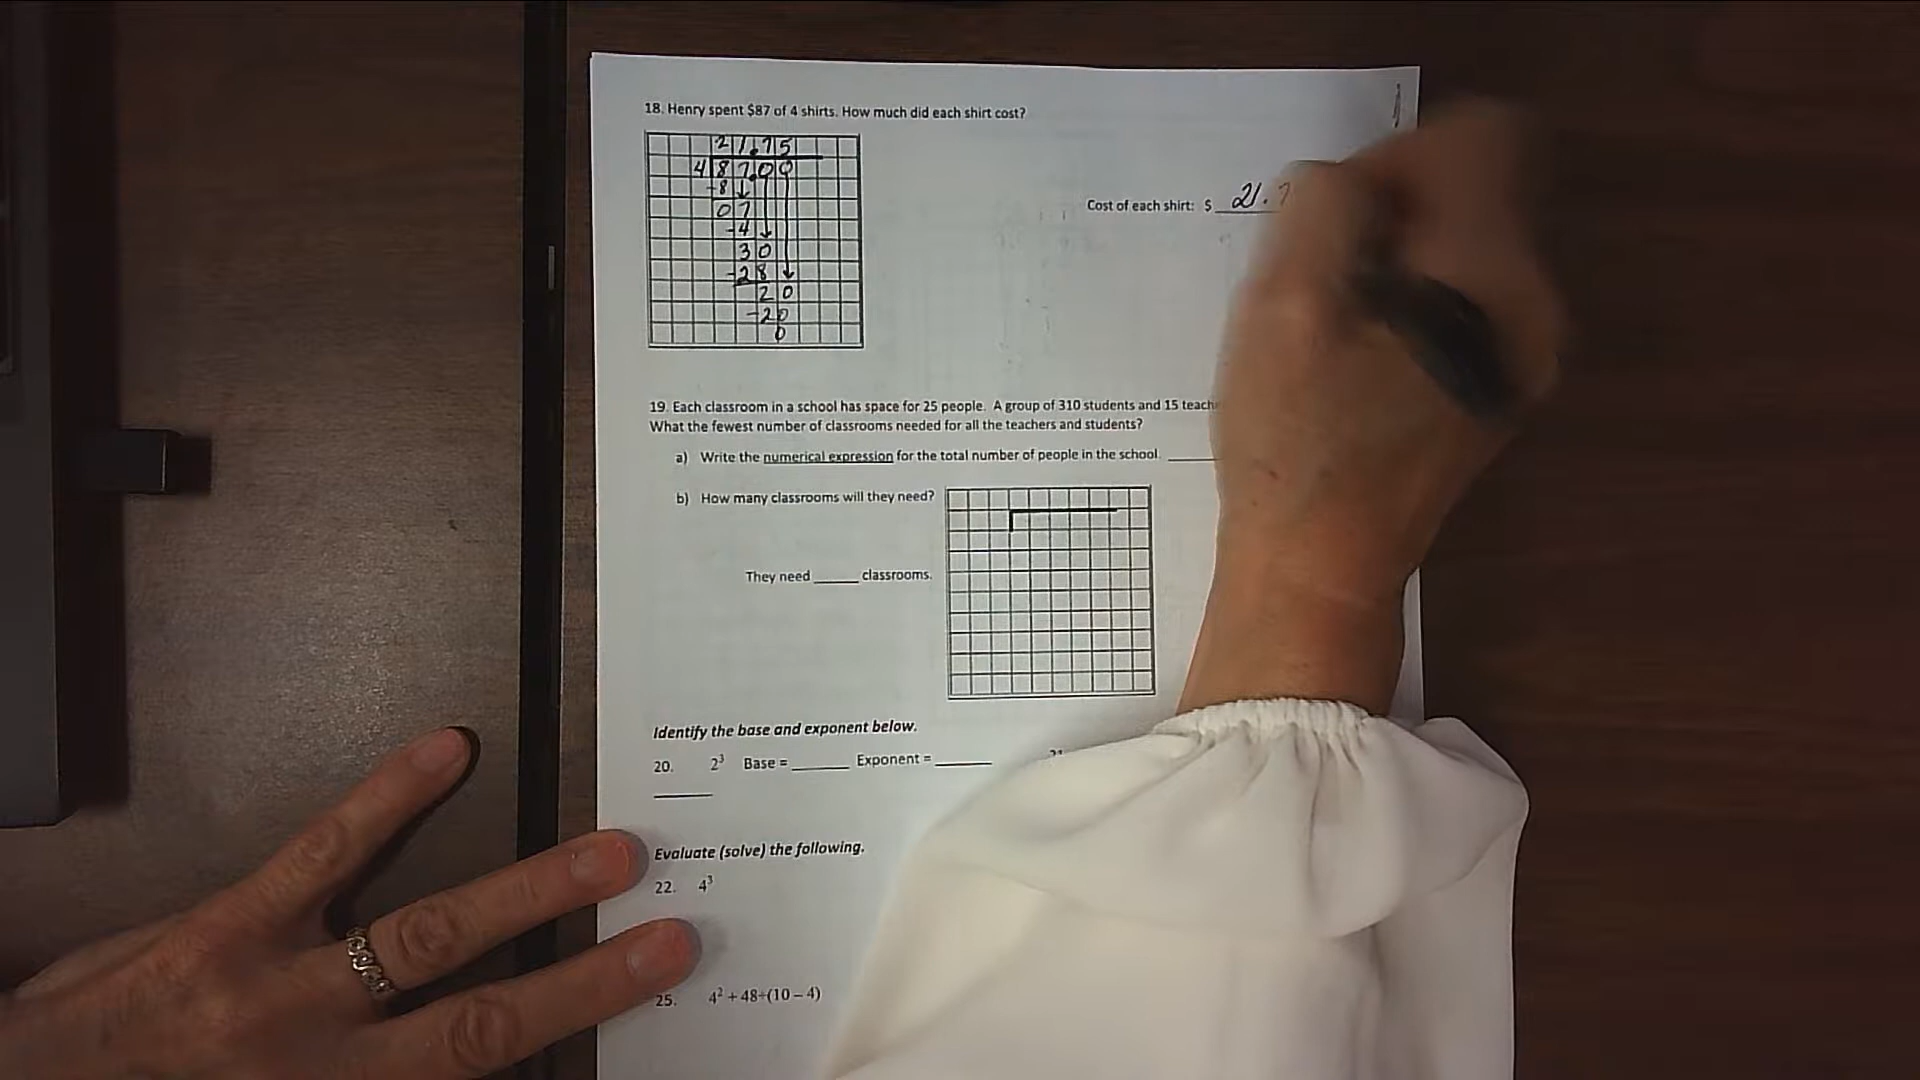 18. Henry spent $87 of 4 shirts. How much did each shirt cost?
21.75
4 87.00
-8
07
-4
30
-28
20
-20
0
Cost of each shirt: $ 21.7
19. Each classroom in a school has space for 25 people. A group of 310 students and 15
What the fewest number of classrooms needed for all the teachers and students?
a) Write the numerical expression for the total number of people in the school. ______
b) How many classrooms will they need?
They need _____ classrooms.
Identify the base and exponent below.
20. 2³ Base = ______ Exponent = ______
______
Evaluate (solve) the following.
22. 4³
25. 4² + 48÷(10 – 4)